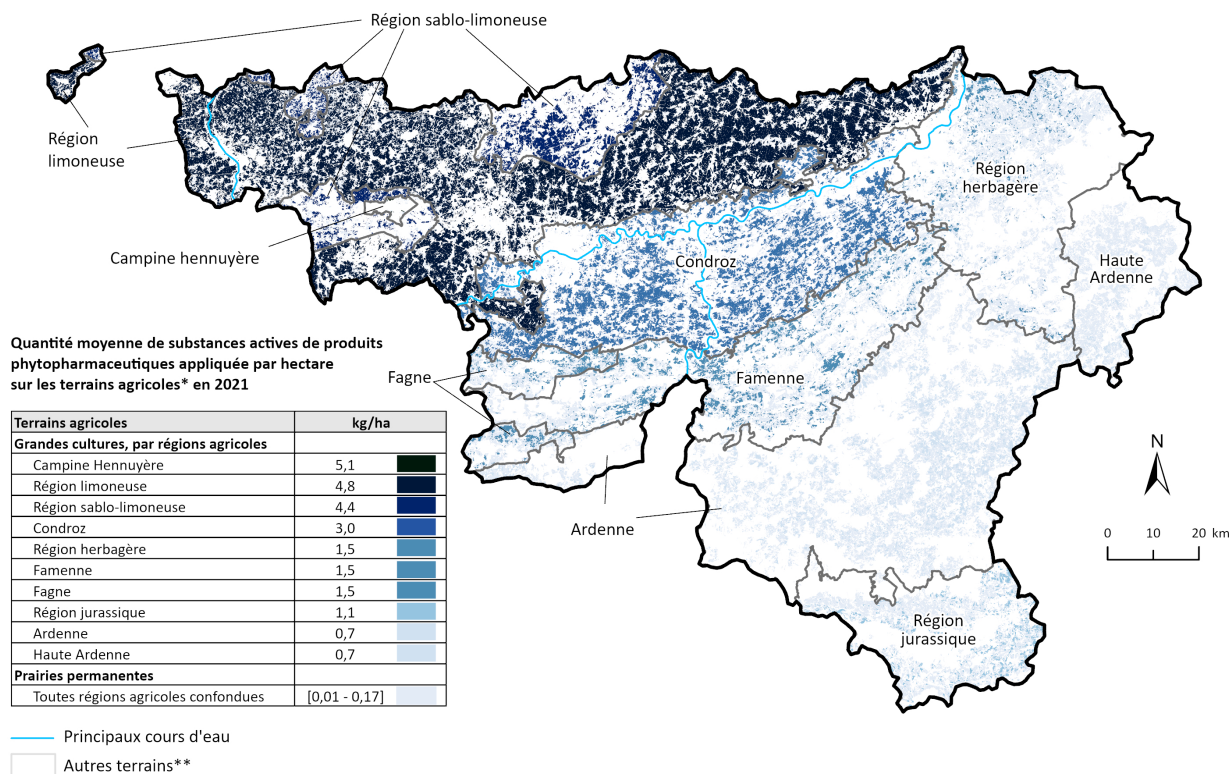 Région sablo-limoneuse
Région
limoneuse
Campine hennuyère
Région
herbagère
Haute
Ardenne
Condroz
Fagne
Famenne
Ardenne
Région
jurassique
N
0 10 20 km
Quantité moyenne de substances actives de produits
phytopharmaceutiques appliquée par hectare
sur les terrains agricoles* en 2021
Terrains agricoles kg/ha
Grandes cultures, par régions agricoles
Campine Hennuyère 5,1
Région limoneuse 4,8
Région sablo-limoneuse 4,4
Condroz 3,0
Région herbagère 1,5
Famenne 1,5
Fagne 1,5
Région jurassique 1,1
Ardenne 0,7
Haute Ardenne 0,7
Prairies permanentes
Toutes régions agricoles confondues [0,01 - 0,17]
Principaux cours d'eau
Autres terrains**